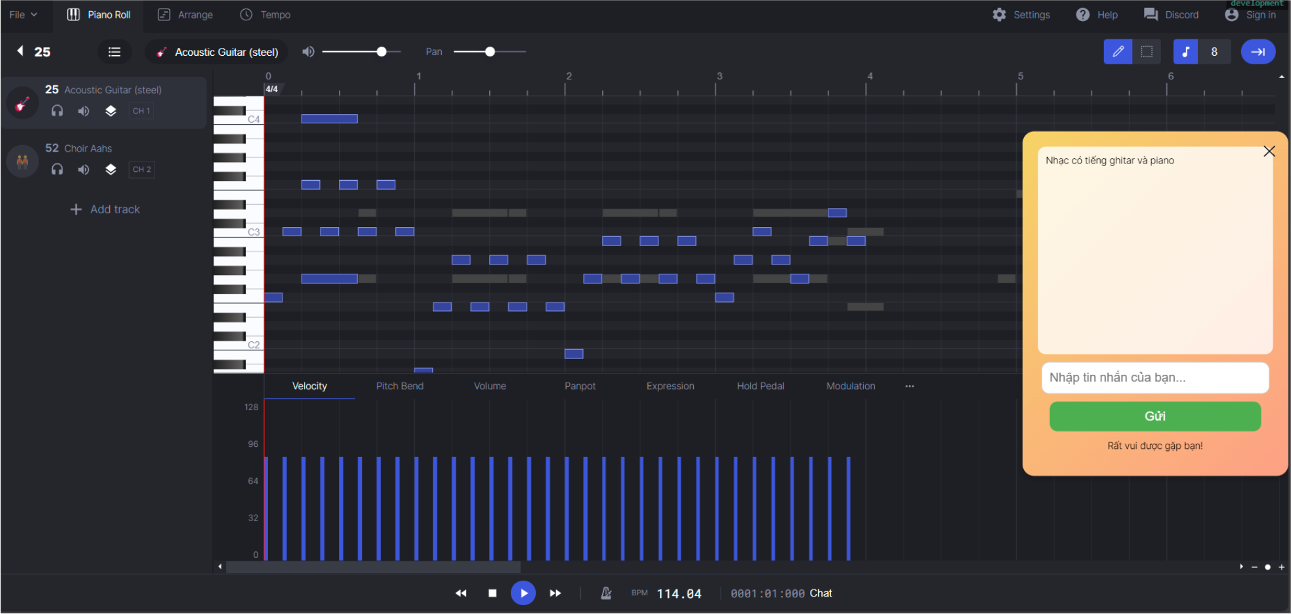 development
File
Piano Roll
Arrange
Tempo
Settings
Help
Discord
Sign in
25
Acoustic Guitar (steel)
Pan
8
25 Acoustic Guitar (steel)
CH 1
52 Choir Aahs
CH 2
Add track
0 1 2 3 4 5 6
4/4
C4
C3
C2
Nhạc có tiếng ghitar và piano
Nhập tin nhắn của bạn...
Gửi
Rất vui được gặp bạn!
Velocity
Pitch Bend
Volume
Panpot
Expression
Hold Pedal
Modulation
128
96
64
32
0
BPM 114.04
0001:01:000 Chat